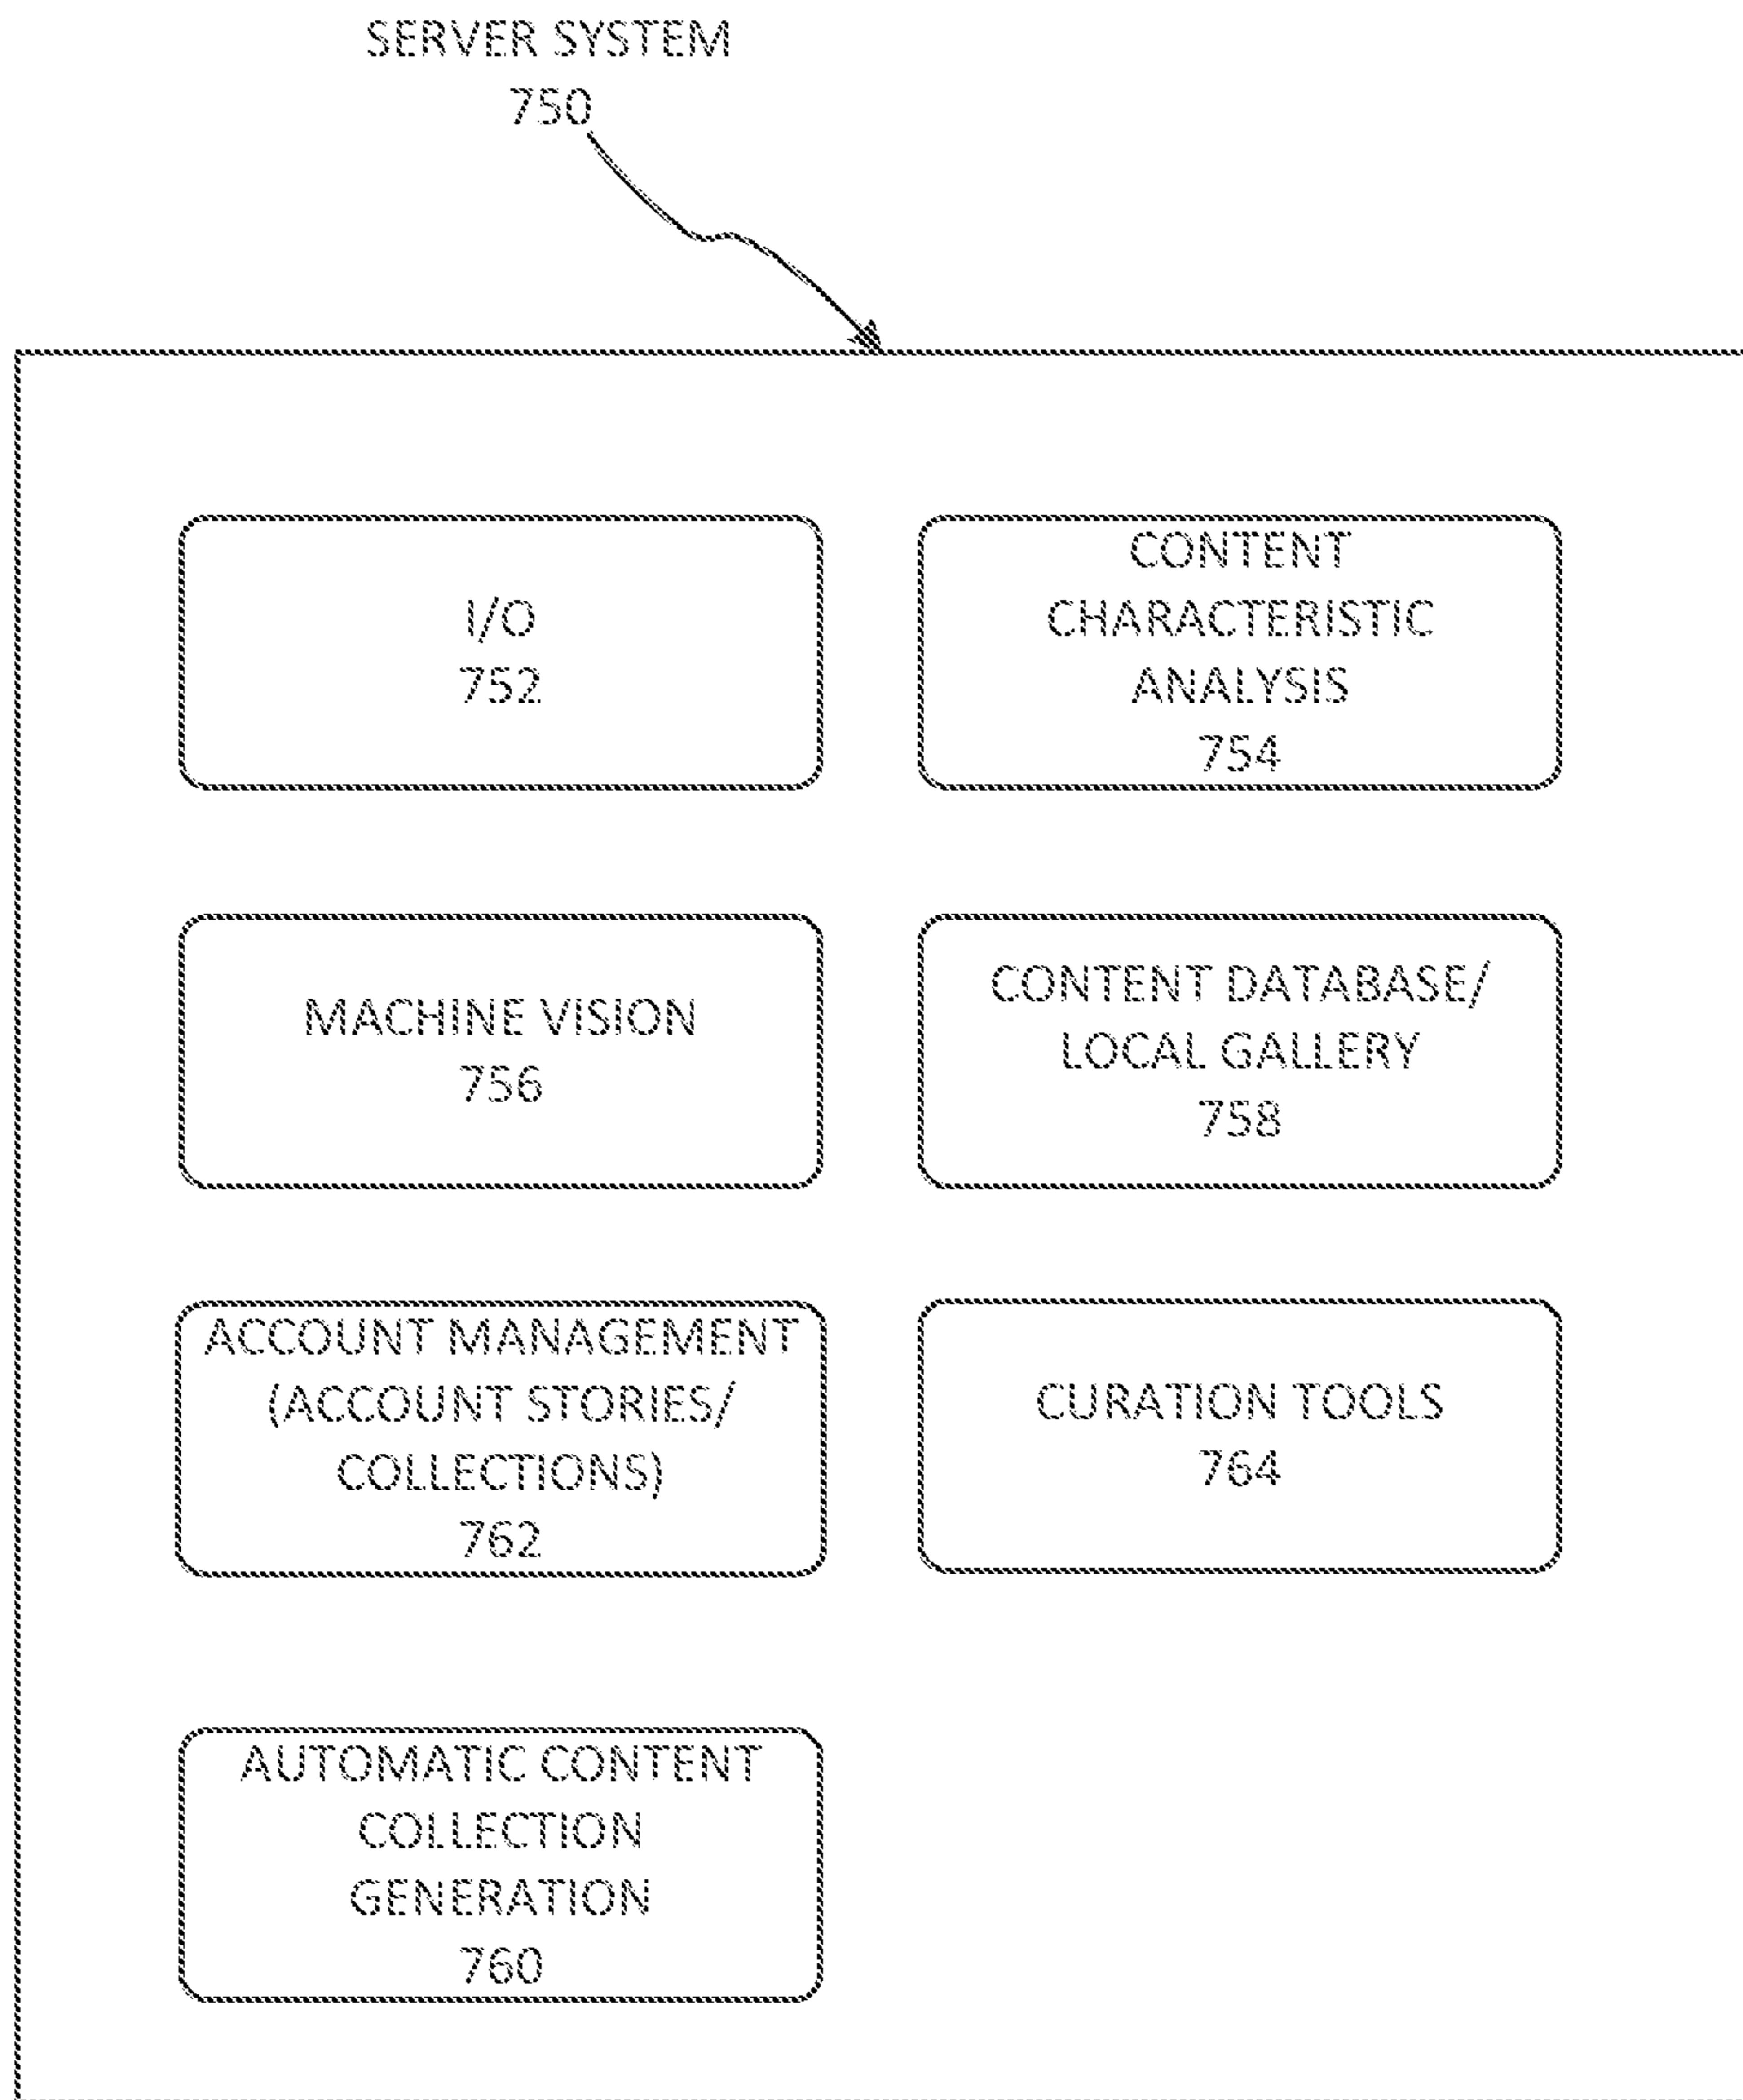 SERVER SYSTEM
750
I/O
752
CONTENT
CHARACTERISTIC
ANALYSIS
754
MACHINE VISION
756
CONTENT DATABASE/
LOCAL GALLERY
758
ACCOUNT MANAGEMENT
(ACCOUNT STORIES/
COLLECTIONS)
762
CURATION TOOLS
764
AUTOMATIC CONTENT
COLLECTION
GENERATION
760